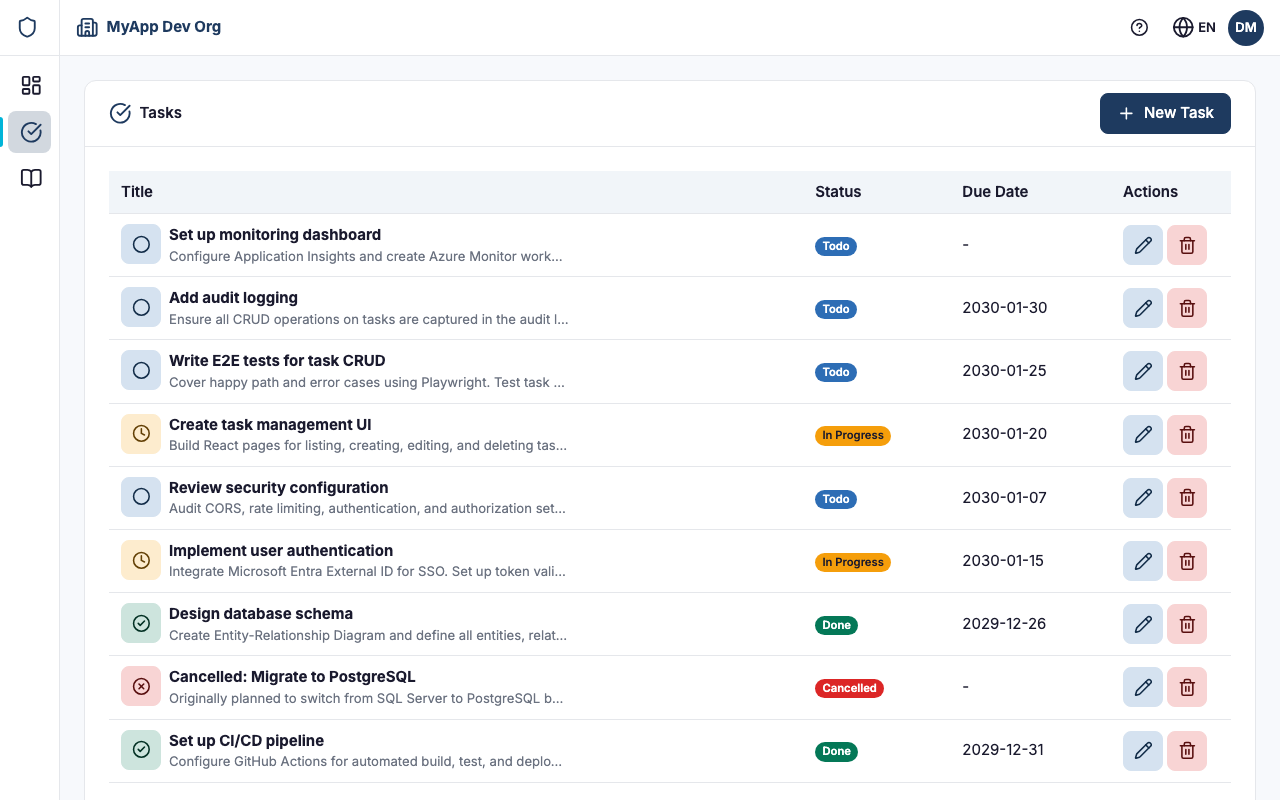 MyApp Dev Org
EN
DM
Tasks
New Task
Title Status Due Date Actions
Set up monitoring dashboard
Configure Application Insights and create Azure Monitor work...
Todo
-
Add audit logging
Ensure all CRUD operations on tasks are captured in the audit l...
Todo
2030-01-30
Write E2E tests for task CRUD
Cover happy path and error cases using Playwright. Test task ...
Todo
2030-01-25
Create task management UI
Build React pages for listing, creating, editing, and deleting tas...
In Progress
2030-01-20
Review security configuration
Audit CORS, rate limiting, authentication, and authorization set...
Todo
2030-01-07
Implement user authentication
Integrate Microsoft Entra External ID for SSO. Set up token vali...
In Progress
2030-01-15
Design database schema
Create Entity-Relationship Diagram and define all entities, relat...
Done
2029-12-26
Cancelled: Migrate to PostgreSQL
Originally planned to switch from SQL Server to PostgreSQL b...
Cancelled
-
Set up CI/CD pipeline
Configure GitHub Actions for automated build, test, and deplo...
Done
2029-12-31